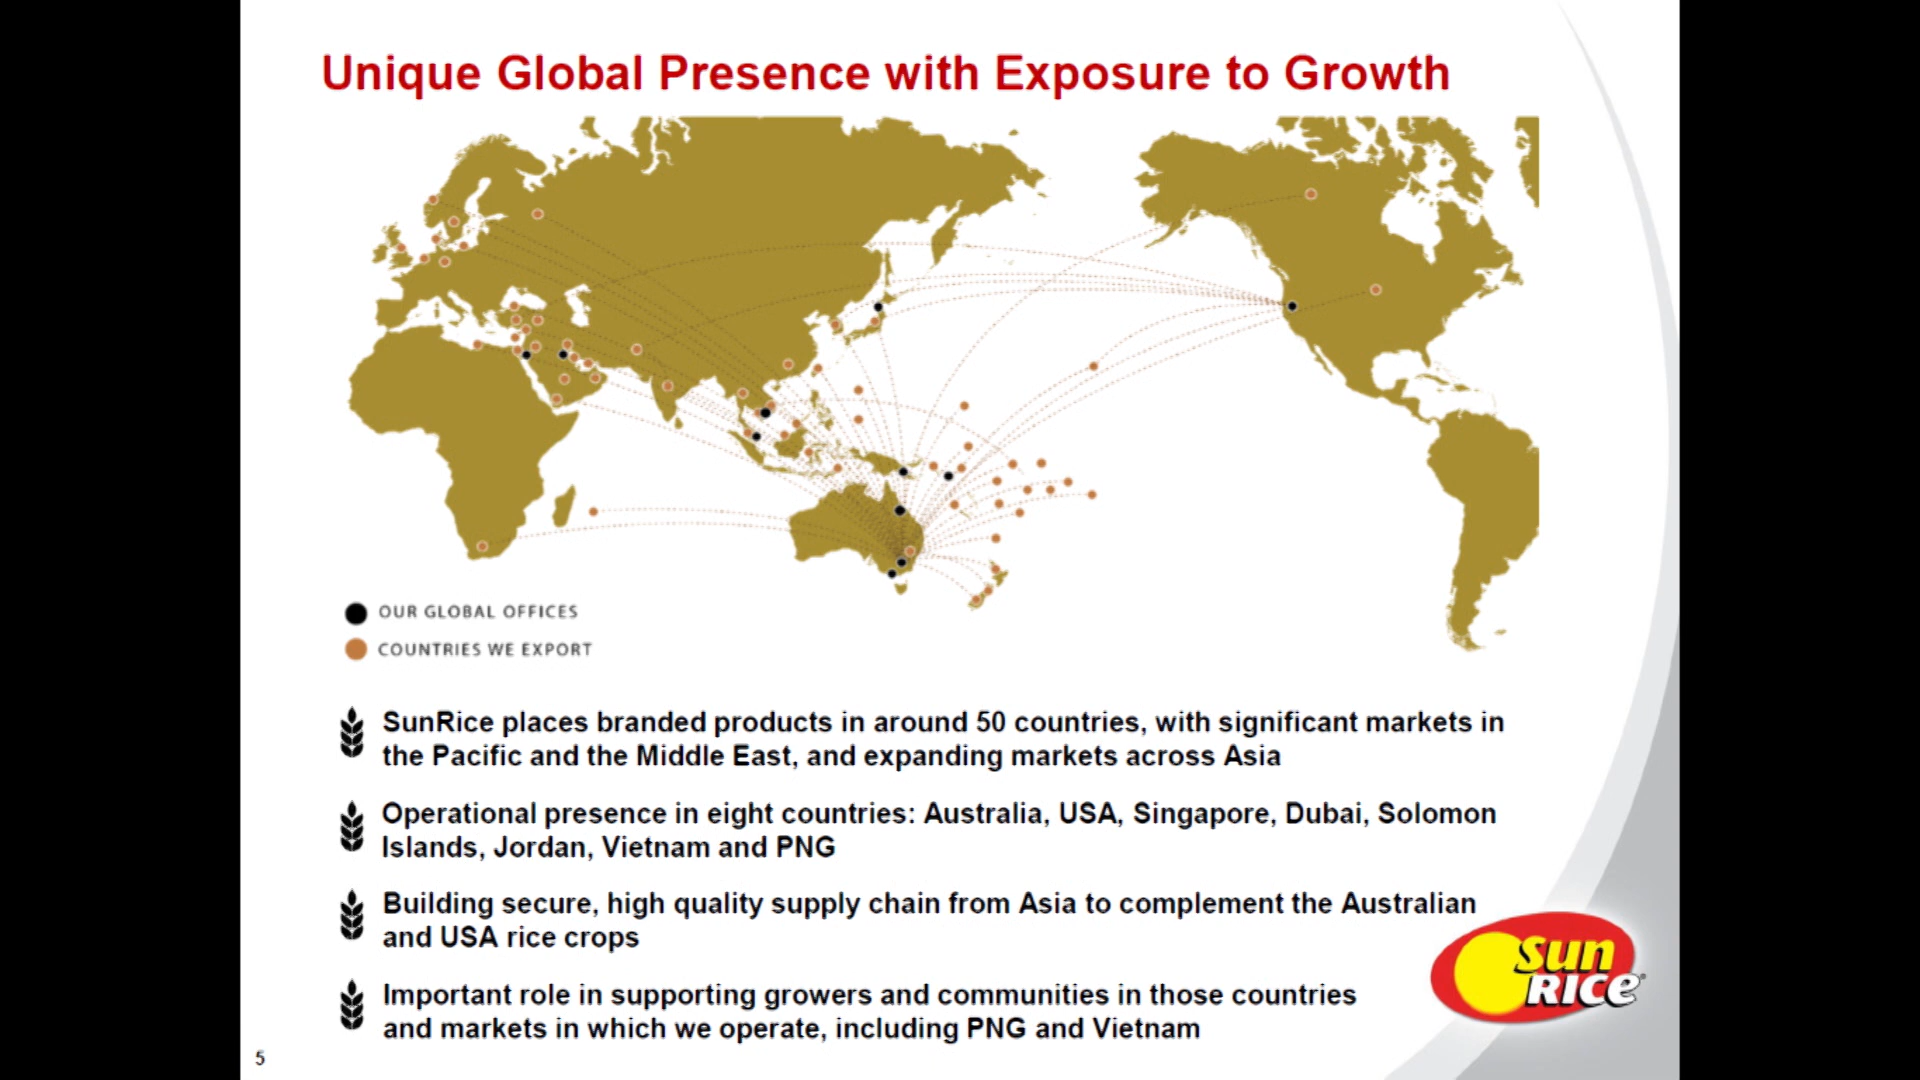 Unique Global Presence with Exposure to Growth
OUR GLOBAL OFFICES
COUNTRIES WE EXPORT
SunRice places branded products in around 50 countries, with significant markets in
the Pacific and the Middle East, and expanding markets across Asia
Operational presence in eight countries: Australia, USA, Singapore, Dubai, Solomon
Islands, Jordan, Vietnam and PNG
Building secure, high quality supply chain from Asia to complement the Australian
and USA rice crops
Important role in supporting growers and communities in those countries
and markets in which we operate, including PNG and Vietnam
Sun
RICE®
5